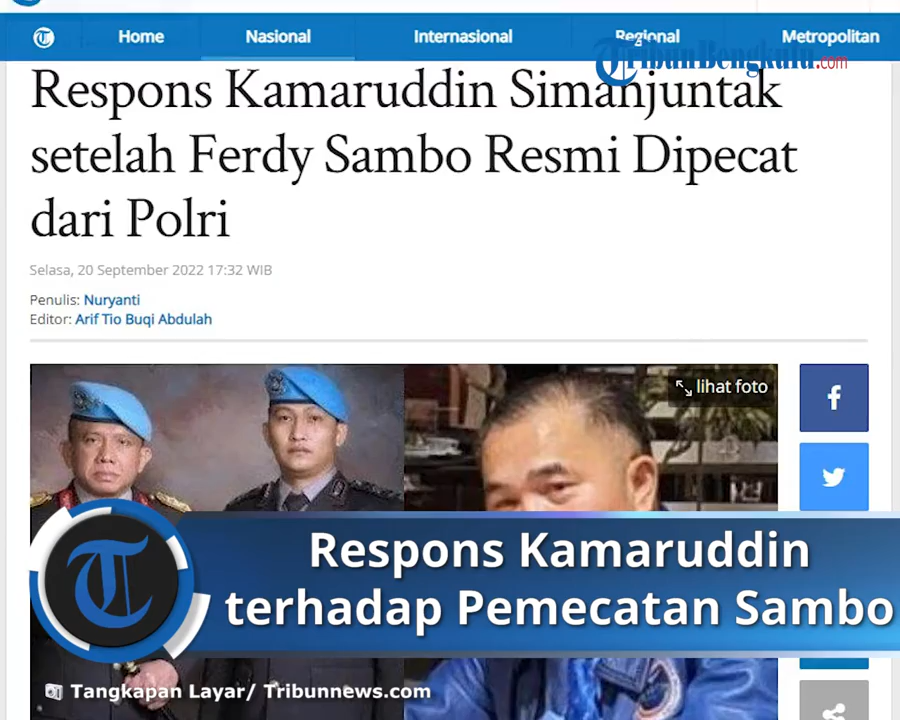 Home Nasional Internasional Regional Metropolitan
TribunBengkulu.com
Respons Kamaruddin Simanjuntak
setelah Ferdy Sambo Resmi Dipecat
dari Polri
Selasa, 20 September 2022 17:32 WIB
Penulis: Nuryanti
Editor: Arif Tio Buqi Abdulah
lihat foto
Respons Kamaruddin
terhadap Pemecatan Sambo
Tangkapan Layar/ Tribunnews.com